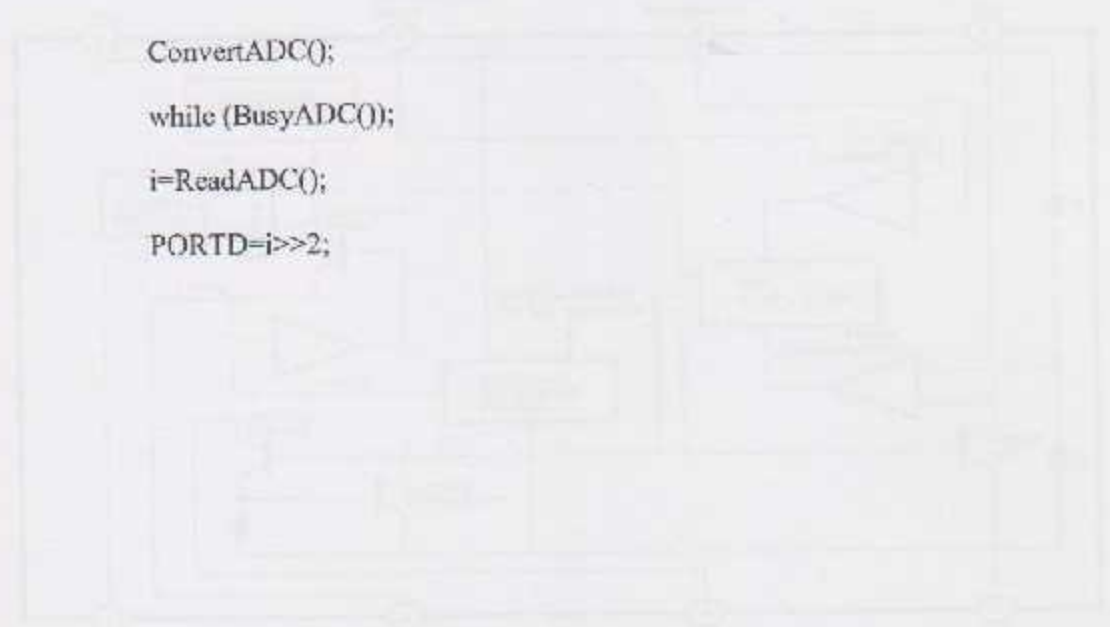 ConvertADC();
while (BusyADC());
i=ReadADC();
PORTD=i>>2;